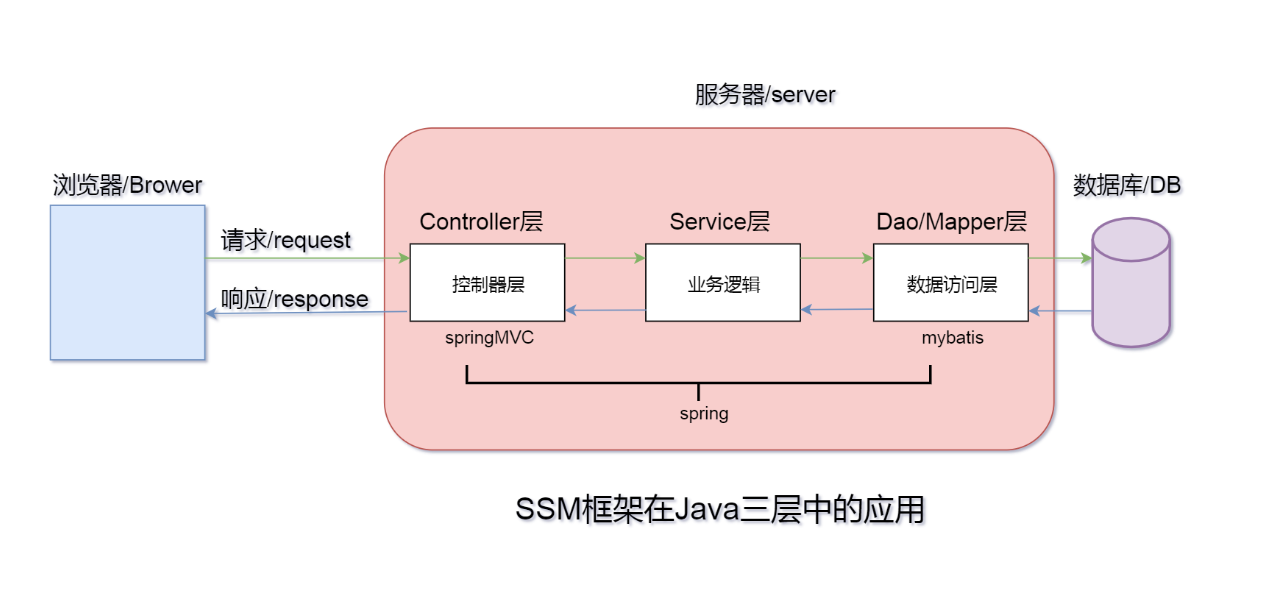 服务器/server
浏览器/Brower
数据库/DB
请求/request
响应/response
Controller层
Service层
Dao/Mapper层
控制器层
业务逻辑
数据访问层
springMVC
mybatis
spring
SSM框架在Java三层中的应用